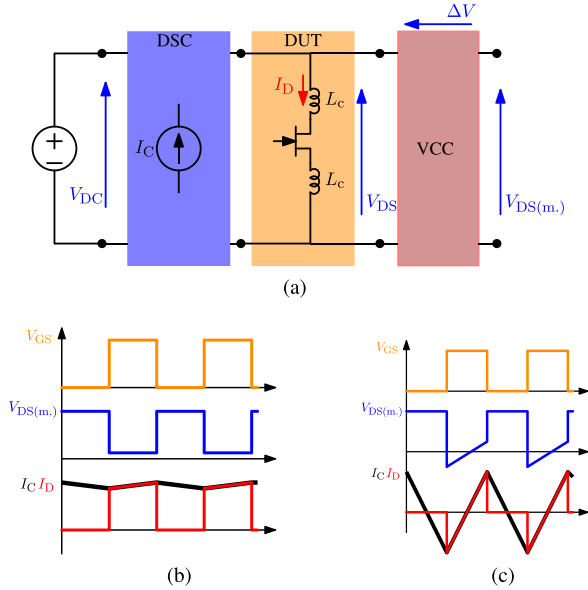 ΔV
DSC
DUT
I_D
L_c
I_C
VCC
V_DC
L_c
V_DS
V_DS(m.)
(a)
V_GS
V_DS(m.)
I_C I_D
(b)
V_GS
V_DS(m.)
I_C I_D
(c)